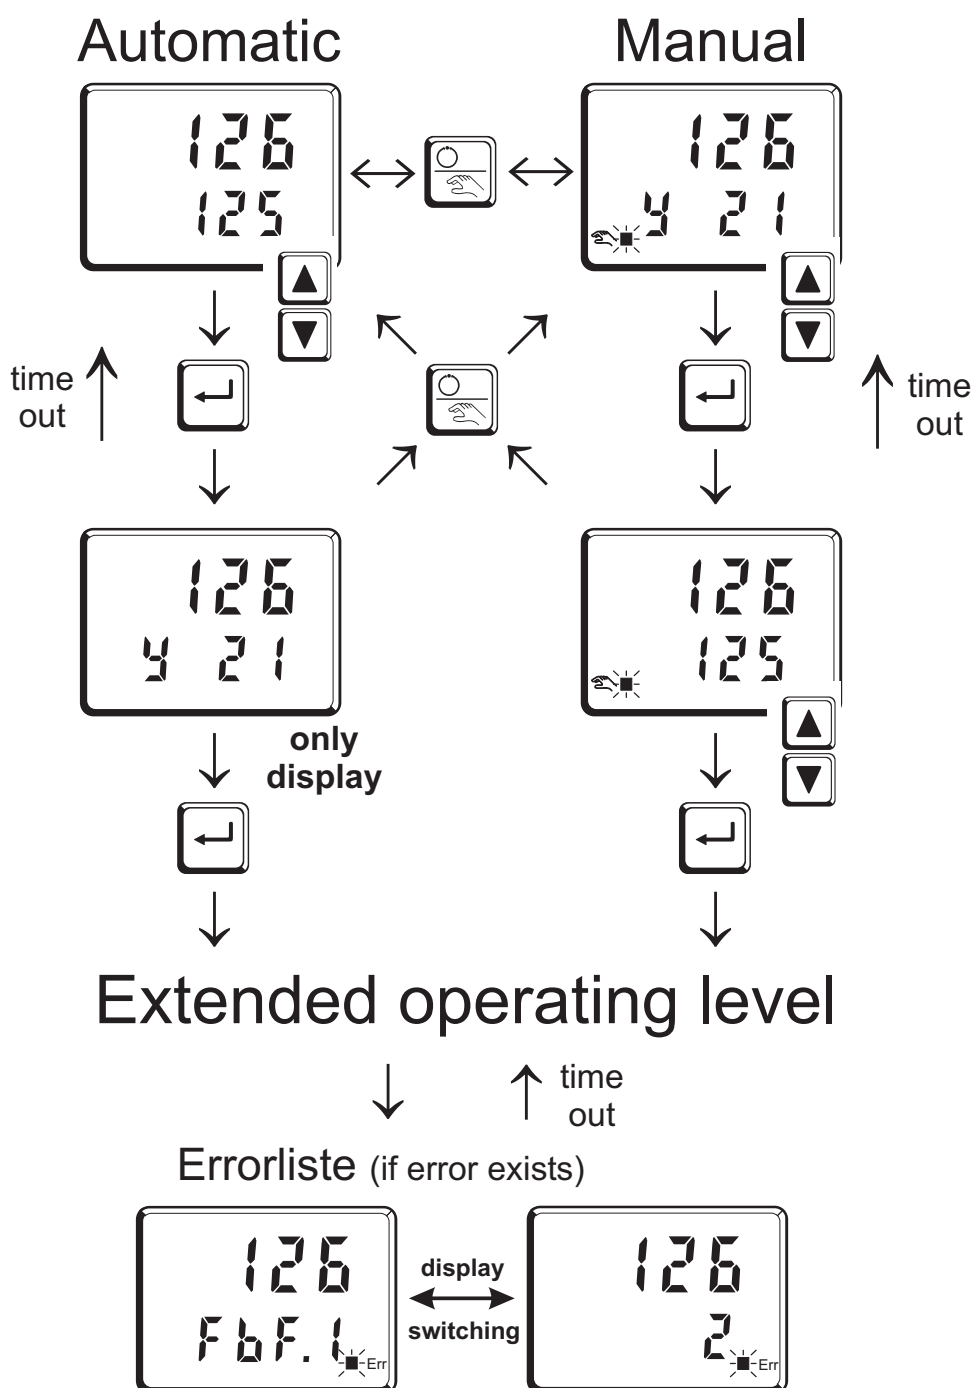 Automatic
Manual
126
125
126
y 21
time
out
time
out
126
y 21
only
display
126
125
Extended operating level
time
out
Errorliste (if error exists)
126
FbF.1
Err
display
switching
126
2
Err